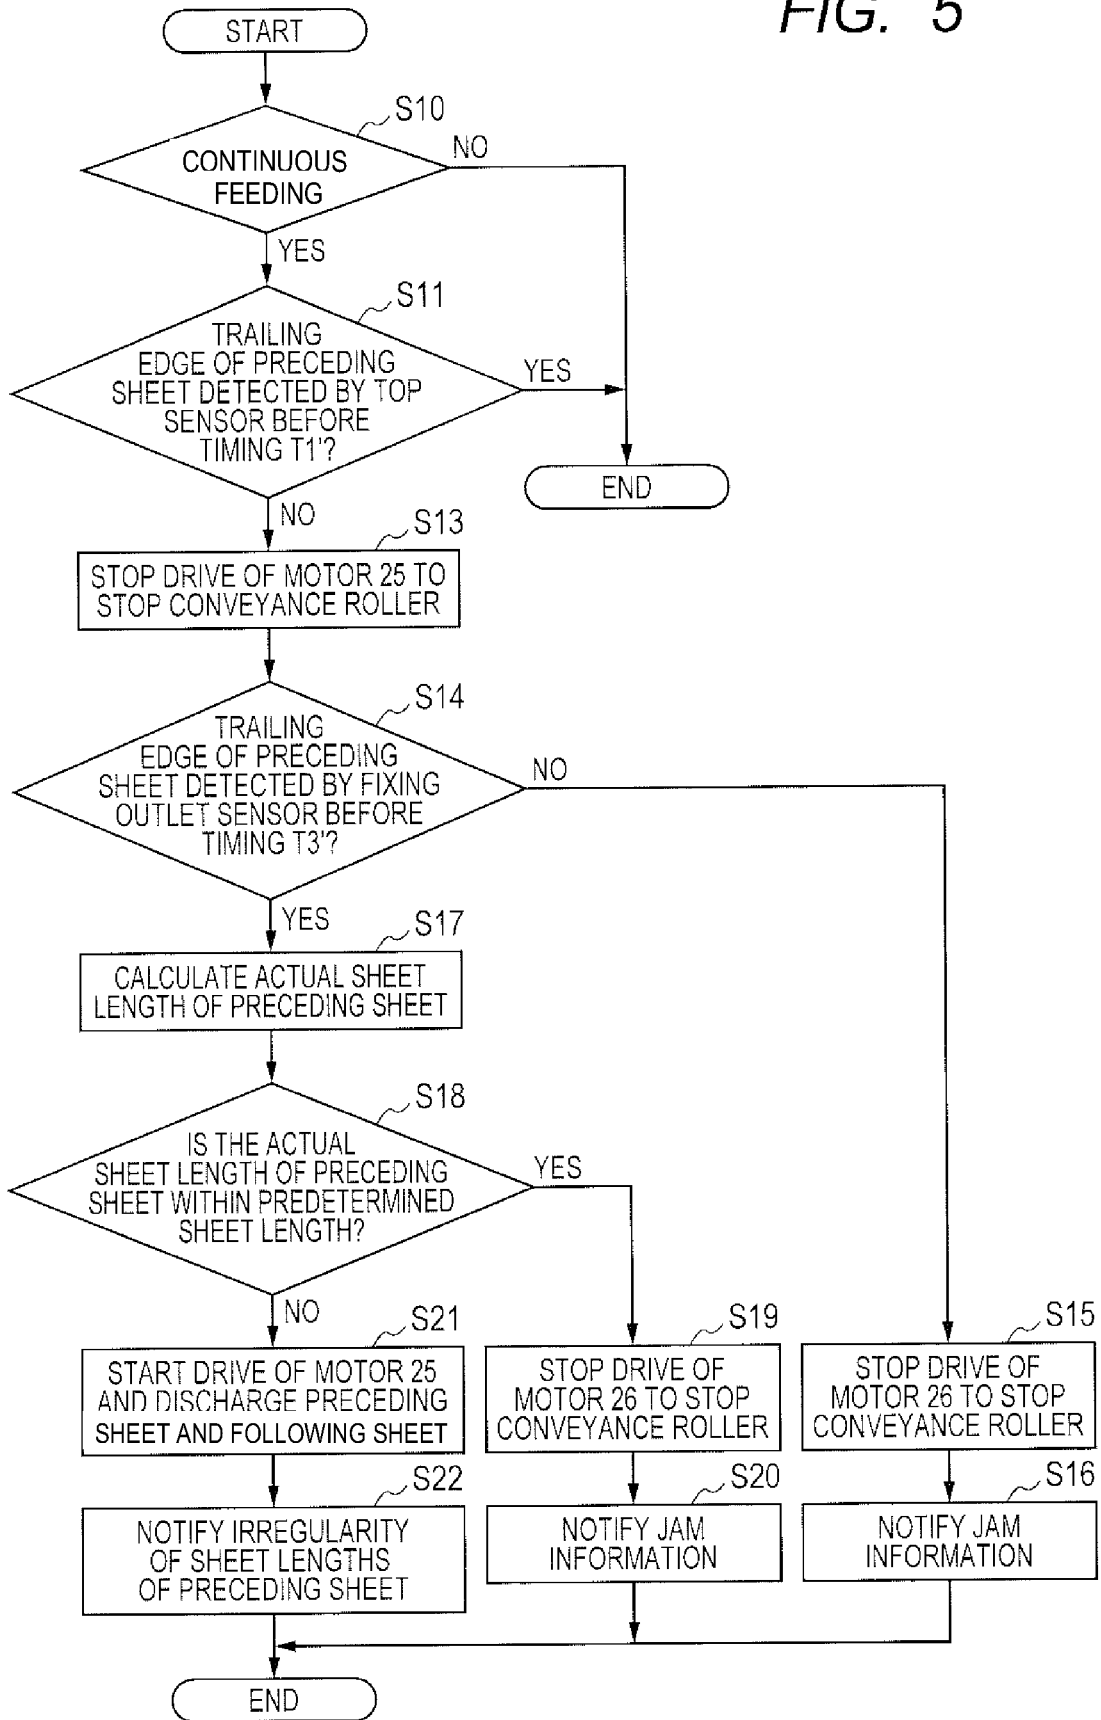 FIG. 5
START
S10
CONTINUOUS
FEEDING
NO
YES
S11
TRAILING
EDGE OF PRECEDING
SHEET DETECTED BY TOP
SENSOR BEFORE
TIMING T1'?
YES
END
NO
S13
STOP DRIVE OF MOTOR 25 TO
STOP CONVEYANCE ROLLER
S14
TRAILING
EDGE OF PRECEDING
SHEET DETECTED BY FIXING
OUTLET SENSOR BEFORE
TIMING T3'?
NO
YES
S17
CALCULATE ACTUAL SHEET
LENGTH OF PRECEDING SHEET
S18
IS THE ACTUAL
SHEET LENGTH OF PRECEDING
SHEET WITHIN PREDETERMINED
SHEET LENGTH?
YES
NO
S21
START DRIVE OF MOTOR 25
AND DISCHARGE PRECEDING
SHEET AND FOLLOWING SHEET
S19
STOP DRIVE OF
MOTOR 26 TO STOP
CONVEYANCE ROLLER
S15
STOP DRIVE OF
MOTOR 26 TO STOP
CONVEYANCE ROLLER
S22
NOTIFY IRREGULARITY
OF SHEET LENGTHS
OF PRECEDING SHEET
S20
NOTIFY JAM
INFORMATION
S16
NOTIFY JAM
INFORMATION
END